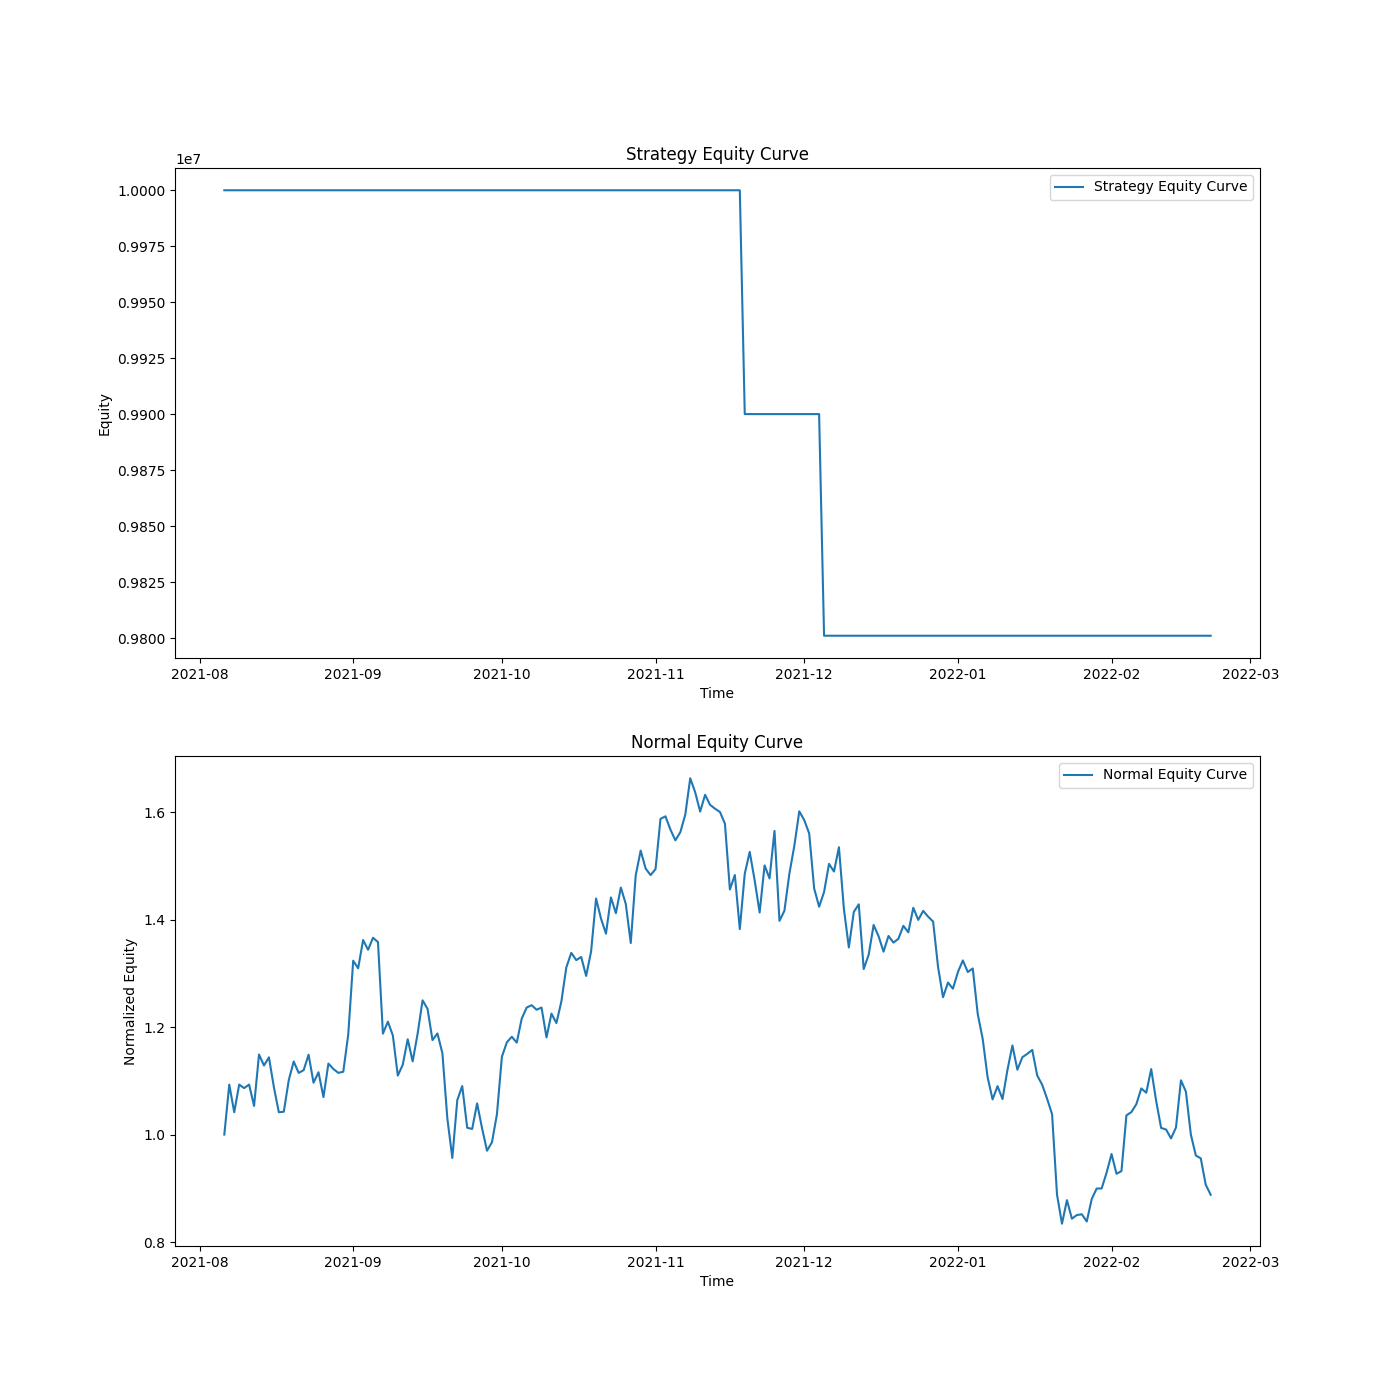 Strategy Equity Curve
1e7
Strategy Equity Curve
1.0000
0.9975
0.9950
0.9925
0.9900
0.9875
0.9850
0.9825
0.9800
Equity
2021-08 2021-09 2021-10 2021-11 2021-12 2022-01 2022-02 2022-03
Time
Normal Equity Curve
Normal Equity Curve
1.6
1.4
1.2
1.0
0.8
Normalized Equity
2021-08 2021-09 2021-10 2021-11 2021-12 2022-01 2022-02 2022-03
Time